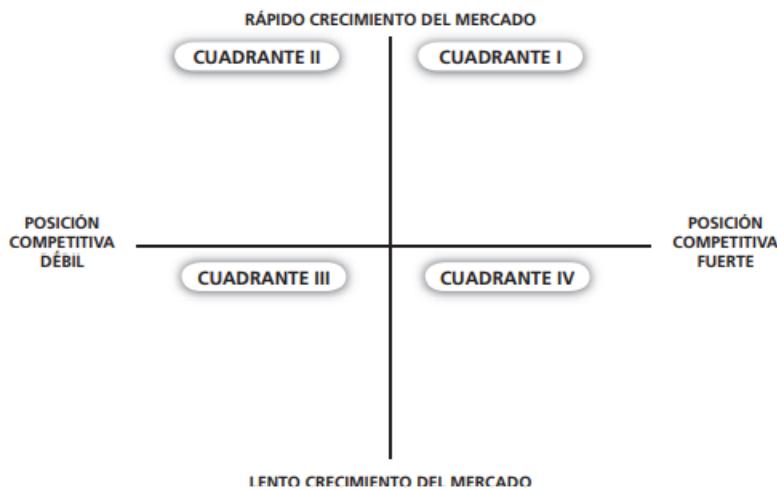 RÁPIDO CRECIMIENTO DEL MERCADO
CUADRANTE II
CUADRANTE I
POSICIÓN
COMPETITIVA
DÉBIL
POSICIÓN
COMPETITIVA
FUERTE
CUADRANTE III
CUADRANTE IV
LENTO CRECIMIENTO DEL MERCADO